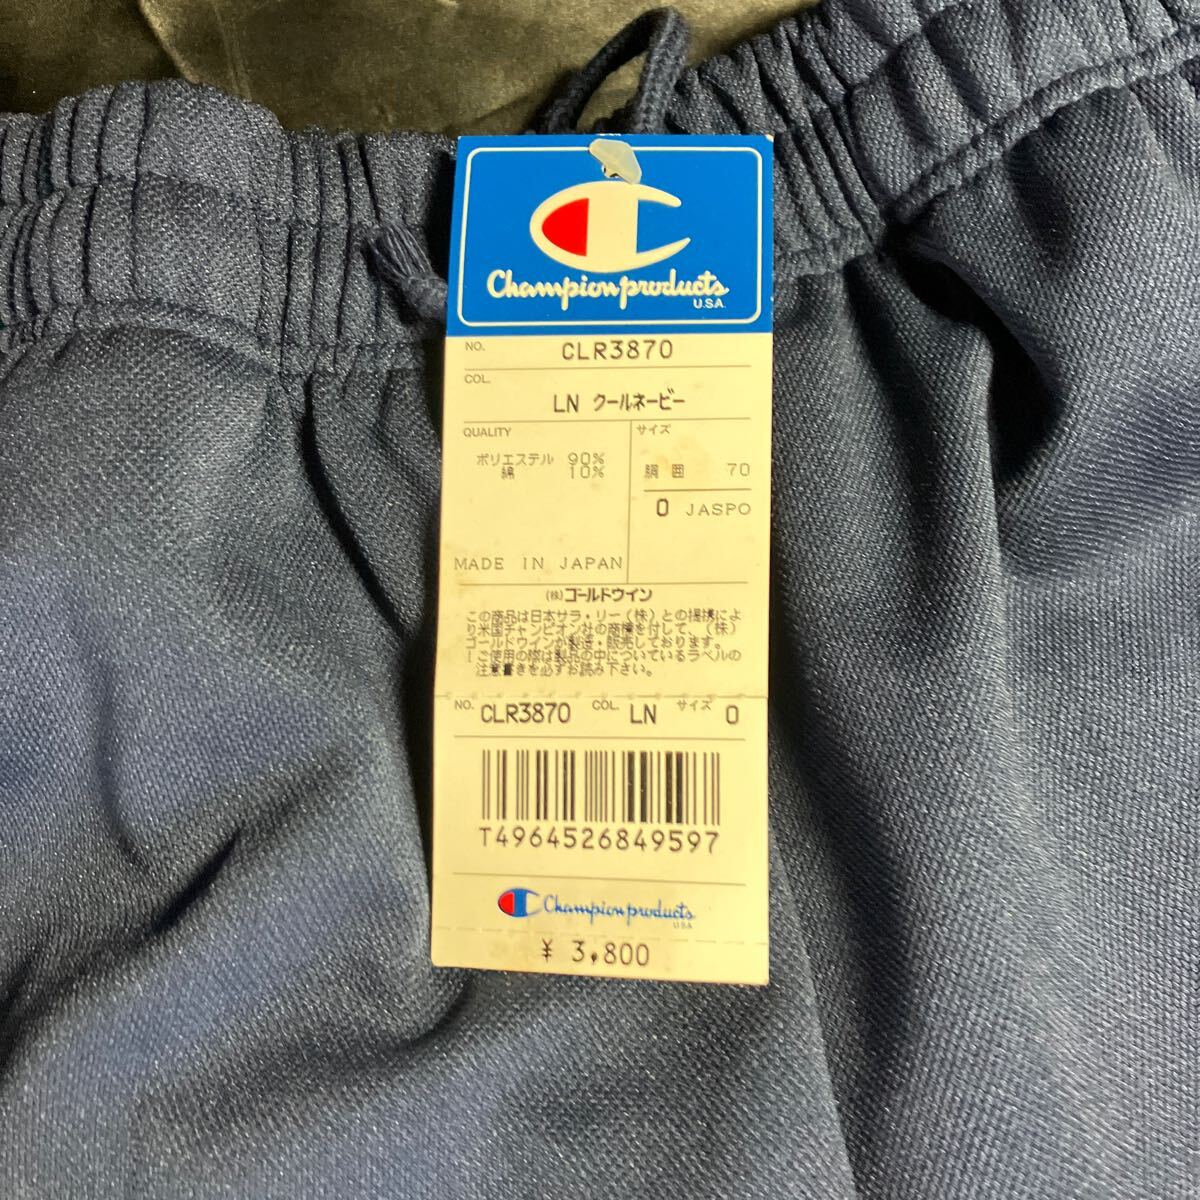 Champion products
U.S.A.
NO. CLR3870
COL.
LN クールネービー
QUALITY
ポリエステル 90%
綿 10%
サイズ
胴囲 70
0 JASPO
MADE IN JAPAN
(株)ゴールドウイン
この商品は日本サラ・リー(株)との提携によ
り米国チャンピオン社の商標を付して、(株)
ゴールドウインが製造・販売しております。
ご使用の際は製品の中についているラベルの
注意書きを必ずお読み下さい。
NO. CLR3870 COL. LN サイズ 0
T4964526849597
Champion products
USA
¥ 3,800